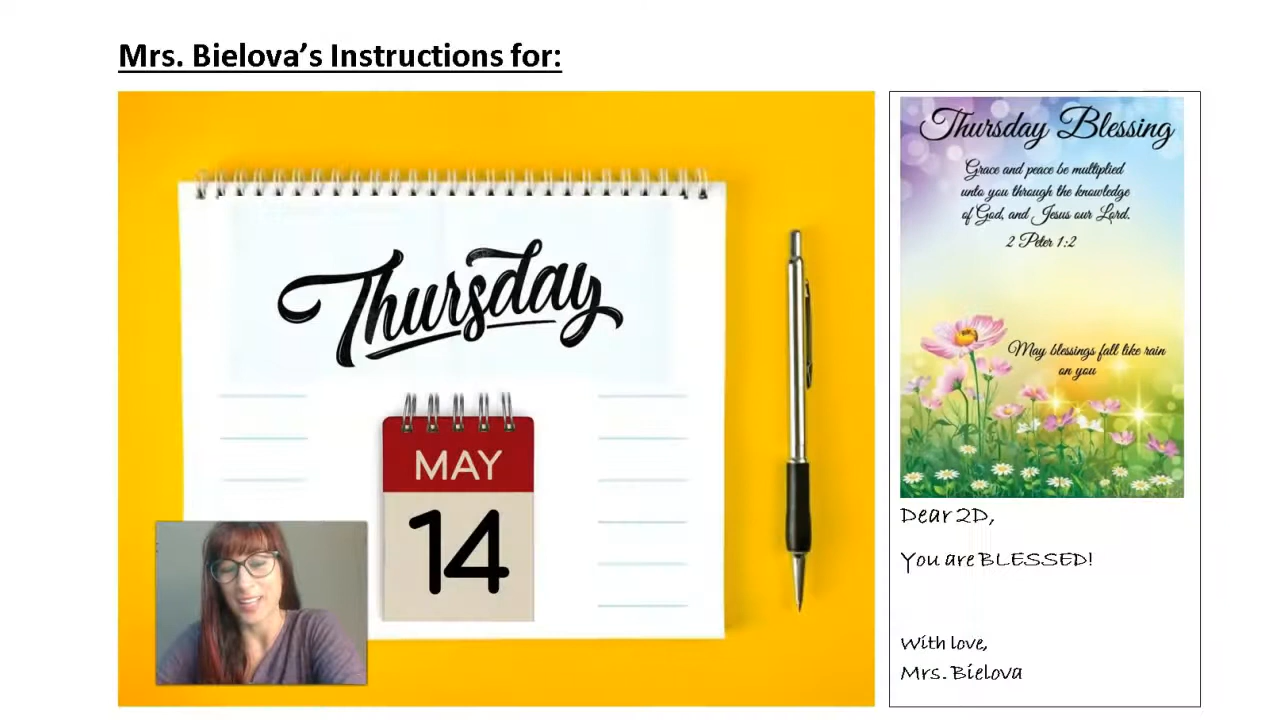 Mrs. Bielova’s Instructions for:
Thursday
MAY
14
Thursday Blessing
Grace and peace be multiplied
unto you through the knowledge
of God, and Jesus our Lord.
2 Peter 1:2
May blessings fall like rain
on you
Dear 2D,
You are BLESSED!
With love,
Mrs. Bielova